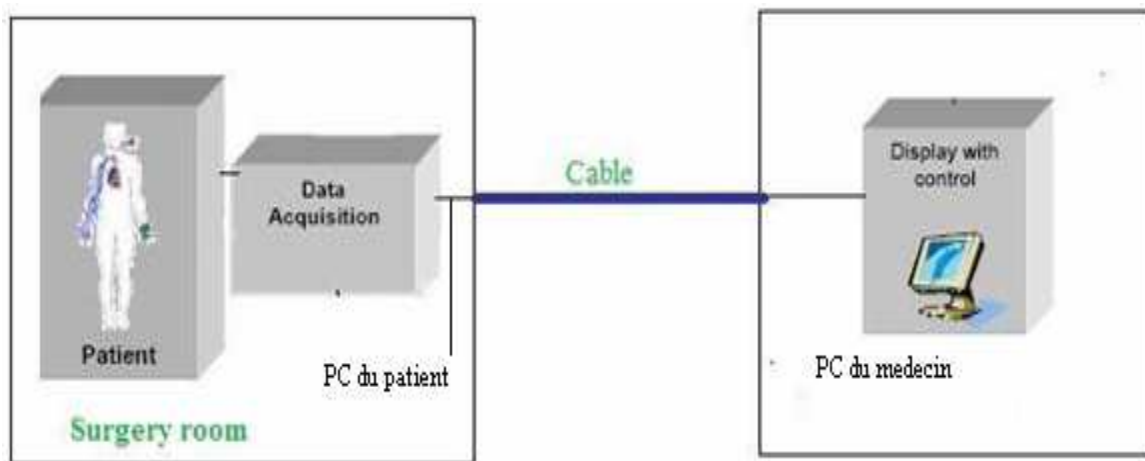 Patient
Data
Acquisition
PC du patient
Surgery room
Cable
Display with
control
PC du medecin